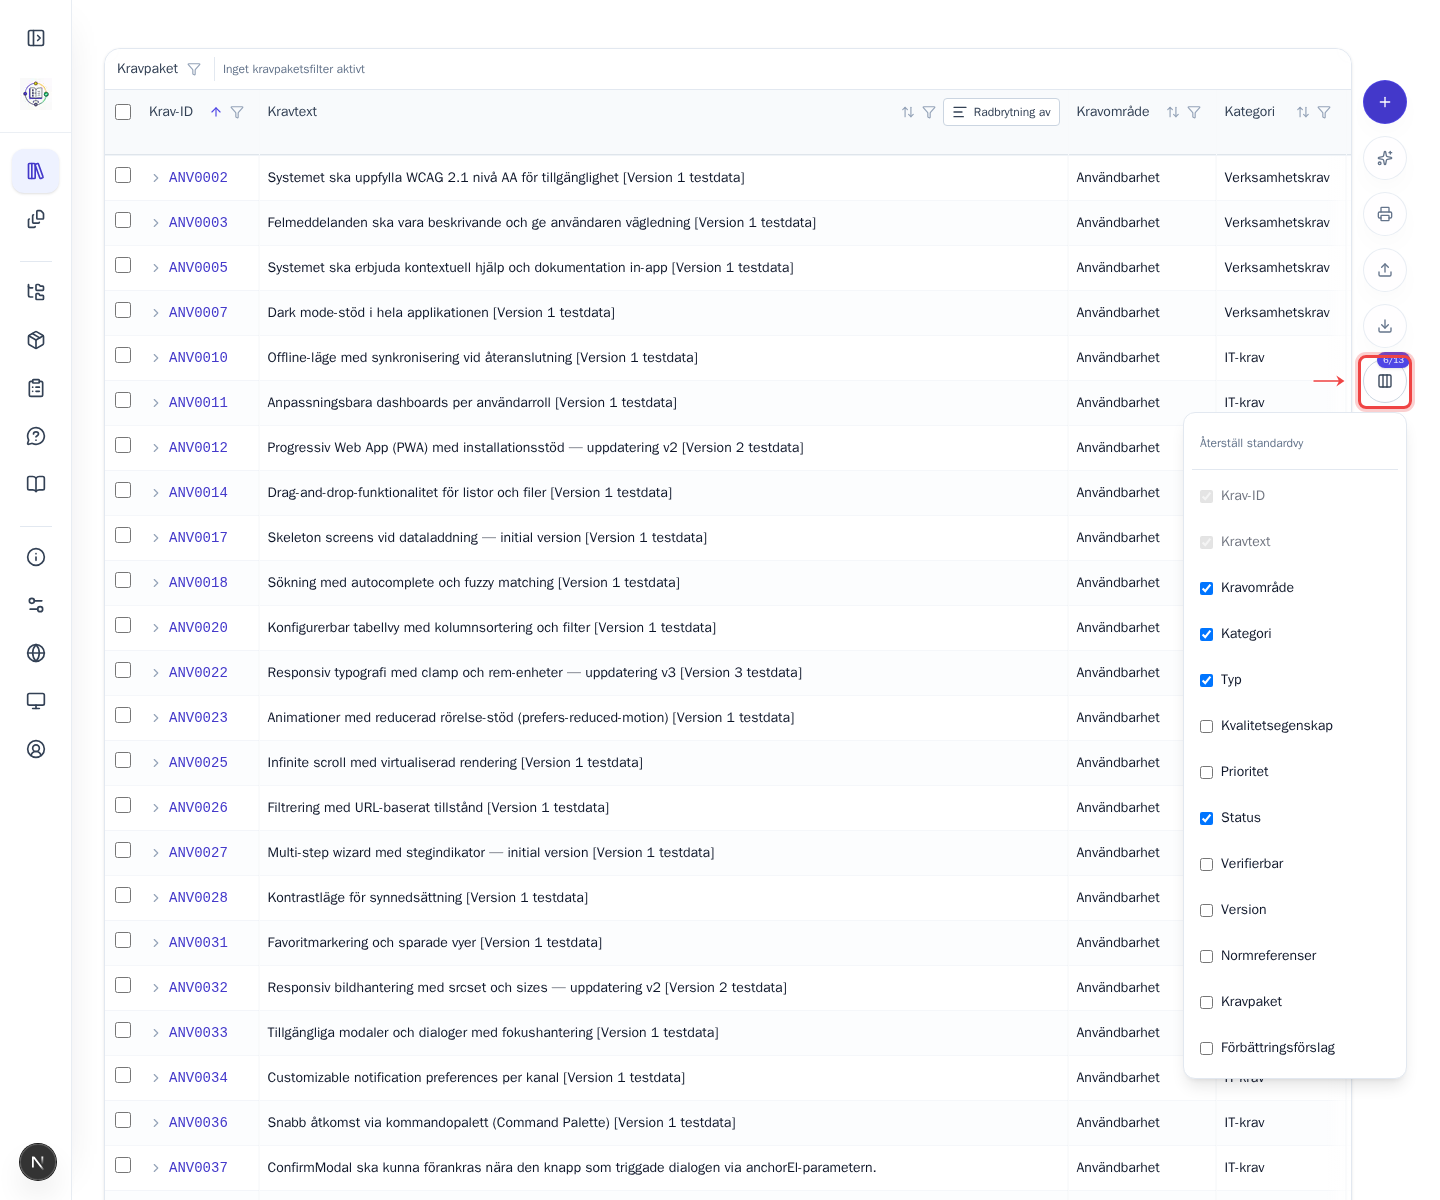 Kravpaket Inget kravpaketsfilter aktivt
Krav-ID Kravtext Radbrytning av Kravområde Kategori
ANV0002 Systemet ska uppfylla WCAG 2.1 nivå AA för tillgänglighet [Version 1 testdata] Användbarhet Verksamhetskrav
ANV0003 Felmeddelanden ska vara beskrivande och ge användaren vägledning [Version 1 testdata] Användbarhet Verksamhetskrav
ANV0005 Systemet ska erbjuda kontextuell hjälp och dokumentation in-app [Version 1 testdata] Användbarhet Verksamhetskrav
ANV0007 Dark mode-stöd i hela applikationen [Version 1 testdata] Användbarhet Verksamhetskrav
ANV0010 Offline-läge med synkronisering vid återanslutning [Version 1 testdata] Användbarhet IT-krav
6/13
ANV0011 Anpassningsbara dashboards per användarroll [Version 1 testdata] Användbarhet IT-krav
ANV0012 Progressiv Web App (PWA) med installationsstöd — uppdatering v2 [Version 2 testdata] Användbarhet
ANV0014 Drag-and-drop-funktionalitet för listor och filer [Version 1 testdata] Användbarhet
ANV0017 Skeleton screens vid dataladdning — initial version [Version 1 testdata] Användbarhet
ANV0018 Sökning med autocomplete och fuzzy matching [Version 1 testdata] Användbarhet
ANV0020 Konfigurerbar tabellvy med kolumnsortering och filter [Version 1 testdata] Användbarhet
ANV0022 Responsiv typografi med clamp och rem-enheter — uppdatering v3 [Version 3 testdata] Användbarhet
ANV0023 Animationer med reducerad rörelse-stöd (prefers-reduced-motion) [Version 1 testdata] Användbarhet
ANV0025 Infinite scroll med virtualiserad rendering [Version 1 testdata] Användbarhet
ANV0026 Filtrering med URL-baserat tillstånd [Version 1 testdata] Användbarhet
ANV0027 Multi-step wizard med stegindikator — initial version [Version 1 testdata] Användbarhet
ANV0028 Kontrastläge för synnedsättning [Version 1 testdata] Användbarhet
ANV0031 Favoritmarkering och sparade vyer [Version 1 testdata] Användbarhet
ANV0032 Responsiv bildhantering med srcset och sizes — uppdatering v2 [Version 2 testdata] Användbarhet
ANV0033 Tillgängliga modaler och dialoger med fokushantering [Version 1 testdata] Användbarhet
ANV0034 Customizable notification preferences per kanal [Version 1 testdata] Användbarhet IT-krav
ANV0036 Snabb åtkomst via kommandopalett (Command Palette) [Version 1 testdata] Användbarhet IT-krav
ANV0037 ConfirmModal ska kunna förankras nära den knapp som triggade dialogen via anchorEl-parametern. Användbarhet IT-krav
Återställ standardvy
Krav-ID
Kravtext
Kravområde
Kategori
Typ
Kvalitetsegenskap
Prioritet
Status
Verifierbar
Version
Normreferenser
Kravpaket
Förbättringsförslag
N